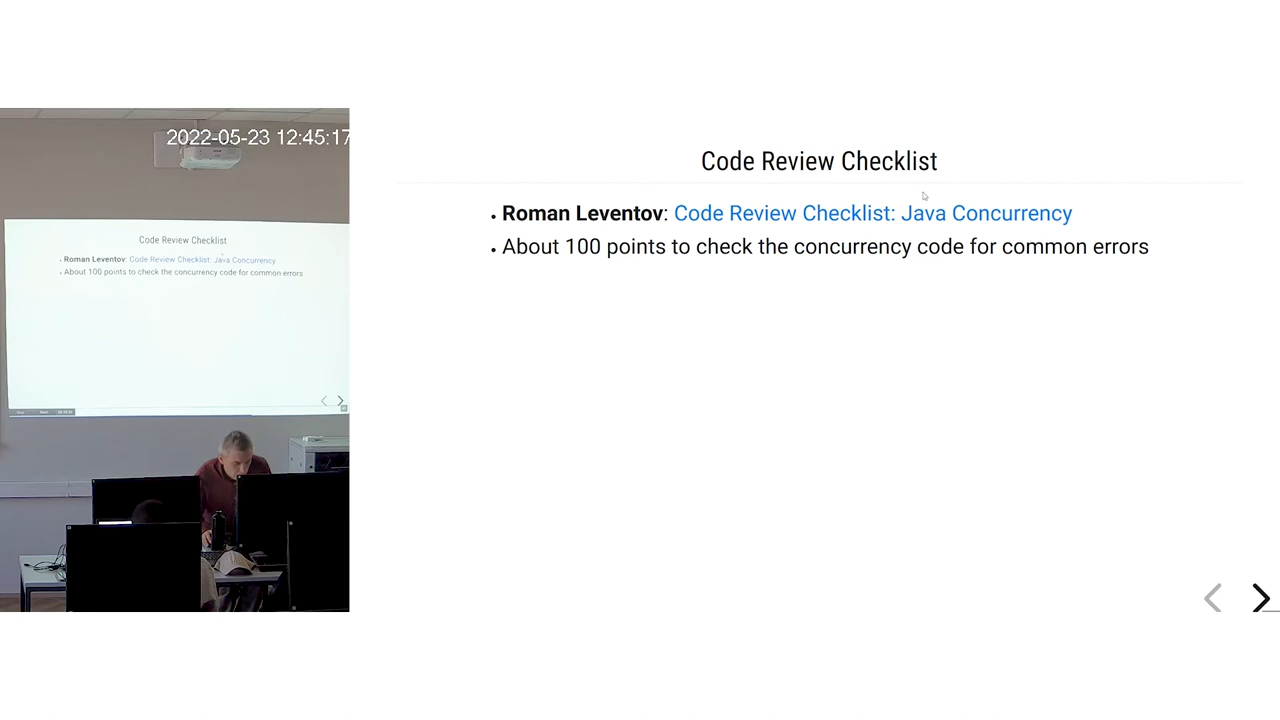 2022-05-23 12:45:17
Code Review Checklist
Roman Leventov: Code Review Checklist: Java Concurrency
About 100 points to check the concurrency code for common errors
Code Review Checklist
• Roman Leventov: Code Review Checklist: Java Concurrency
• About 100 points to check the concurrency code for common errors